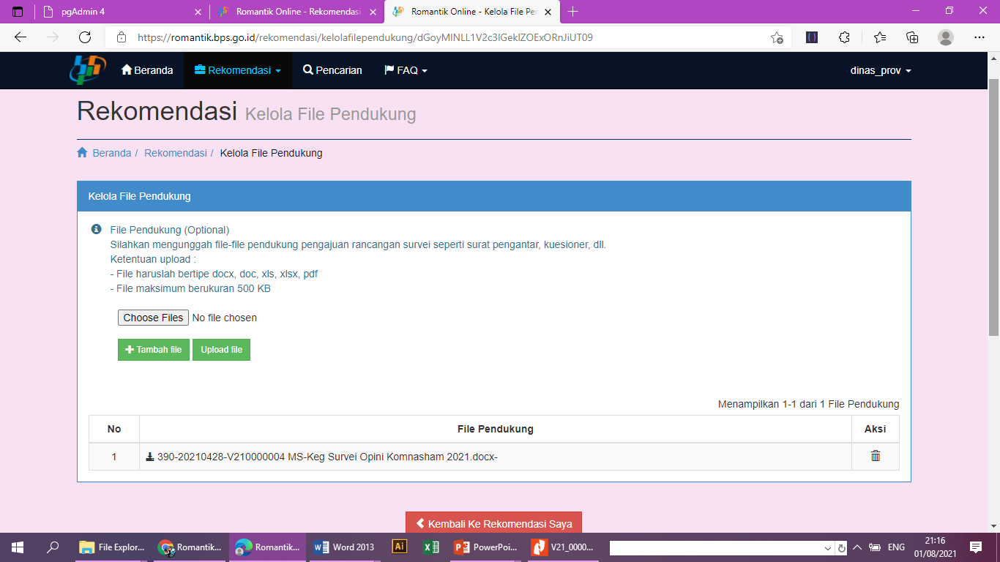 pgAdmin 4
Romantik Online - Rekomendasi
Romantik Online - Kelola File Per
https://romantik.bps.go.id/rekomendasi/kelolafilependukung/dGoyMINLL1V2c3lGeklZOExORnJiUT09
Beranda
Rekomendasi
Pencarian
FAQ
dinas_prov
Rekomendasi Kelola File Pendukung
Beranda / Rekomendasi / Kelola File Pendukung
Kelola File Pendukung
File Pendukung (Optional)
Silahkan mengunggah file-file pendukung pengajuan rancangan survei seperti surat pengantar, kuesioner, dll.
Ketentuan upload :
- File haruslah bertipe docx, doc, xls, xlsx, pdf
- File maksimum berukuran 500 KB
Choose Files No file chosen
Tambah file Upload file
Menampilkan 1-1 dari 1 File Pendukung
No File Pendukung Aksi
1 390-20210428-V210000004 MS-Keg Survei Opini Komnasham 2021.docx-
Kembali Ke Rekomendasi Saya
File Explor...
Romantik...
Romantik...
Word 2013
Ai
PowerPoi...
V21_0000...
ENG
21:16
01/08/2021